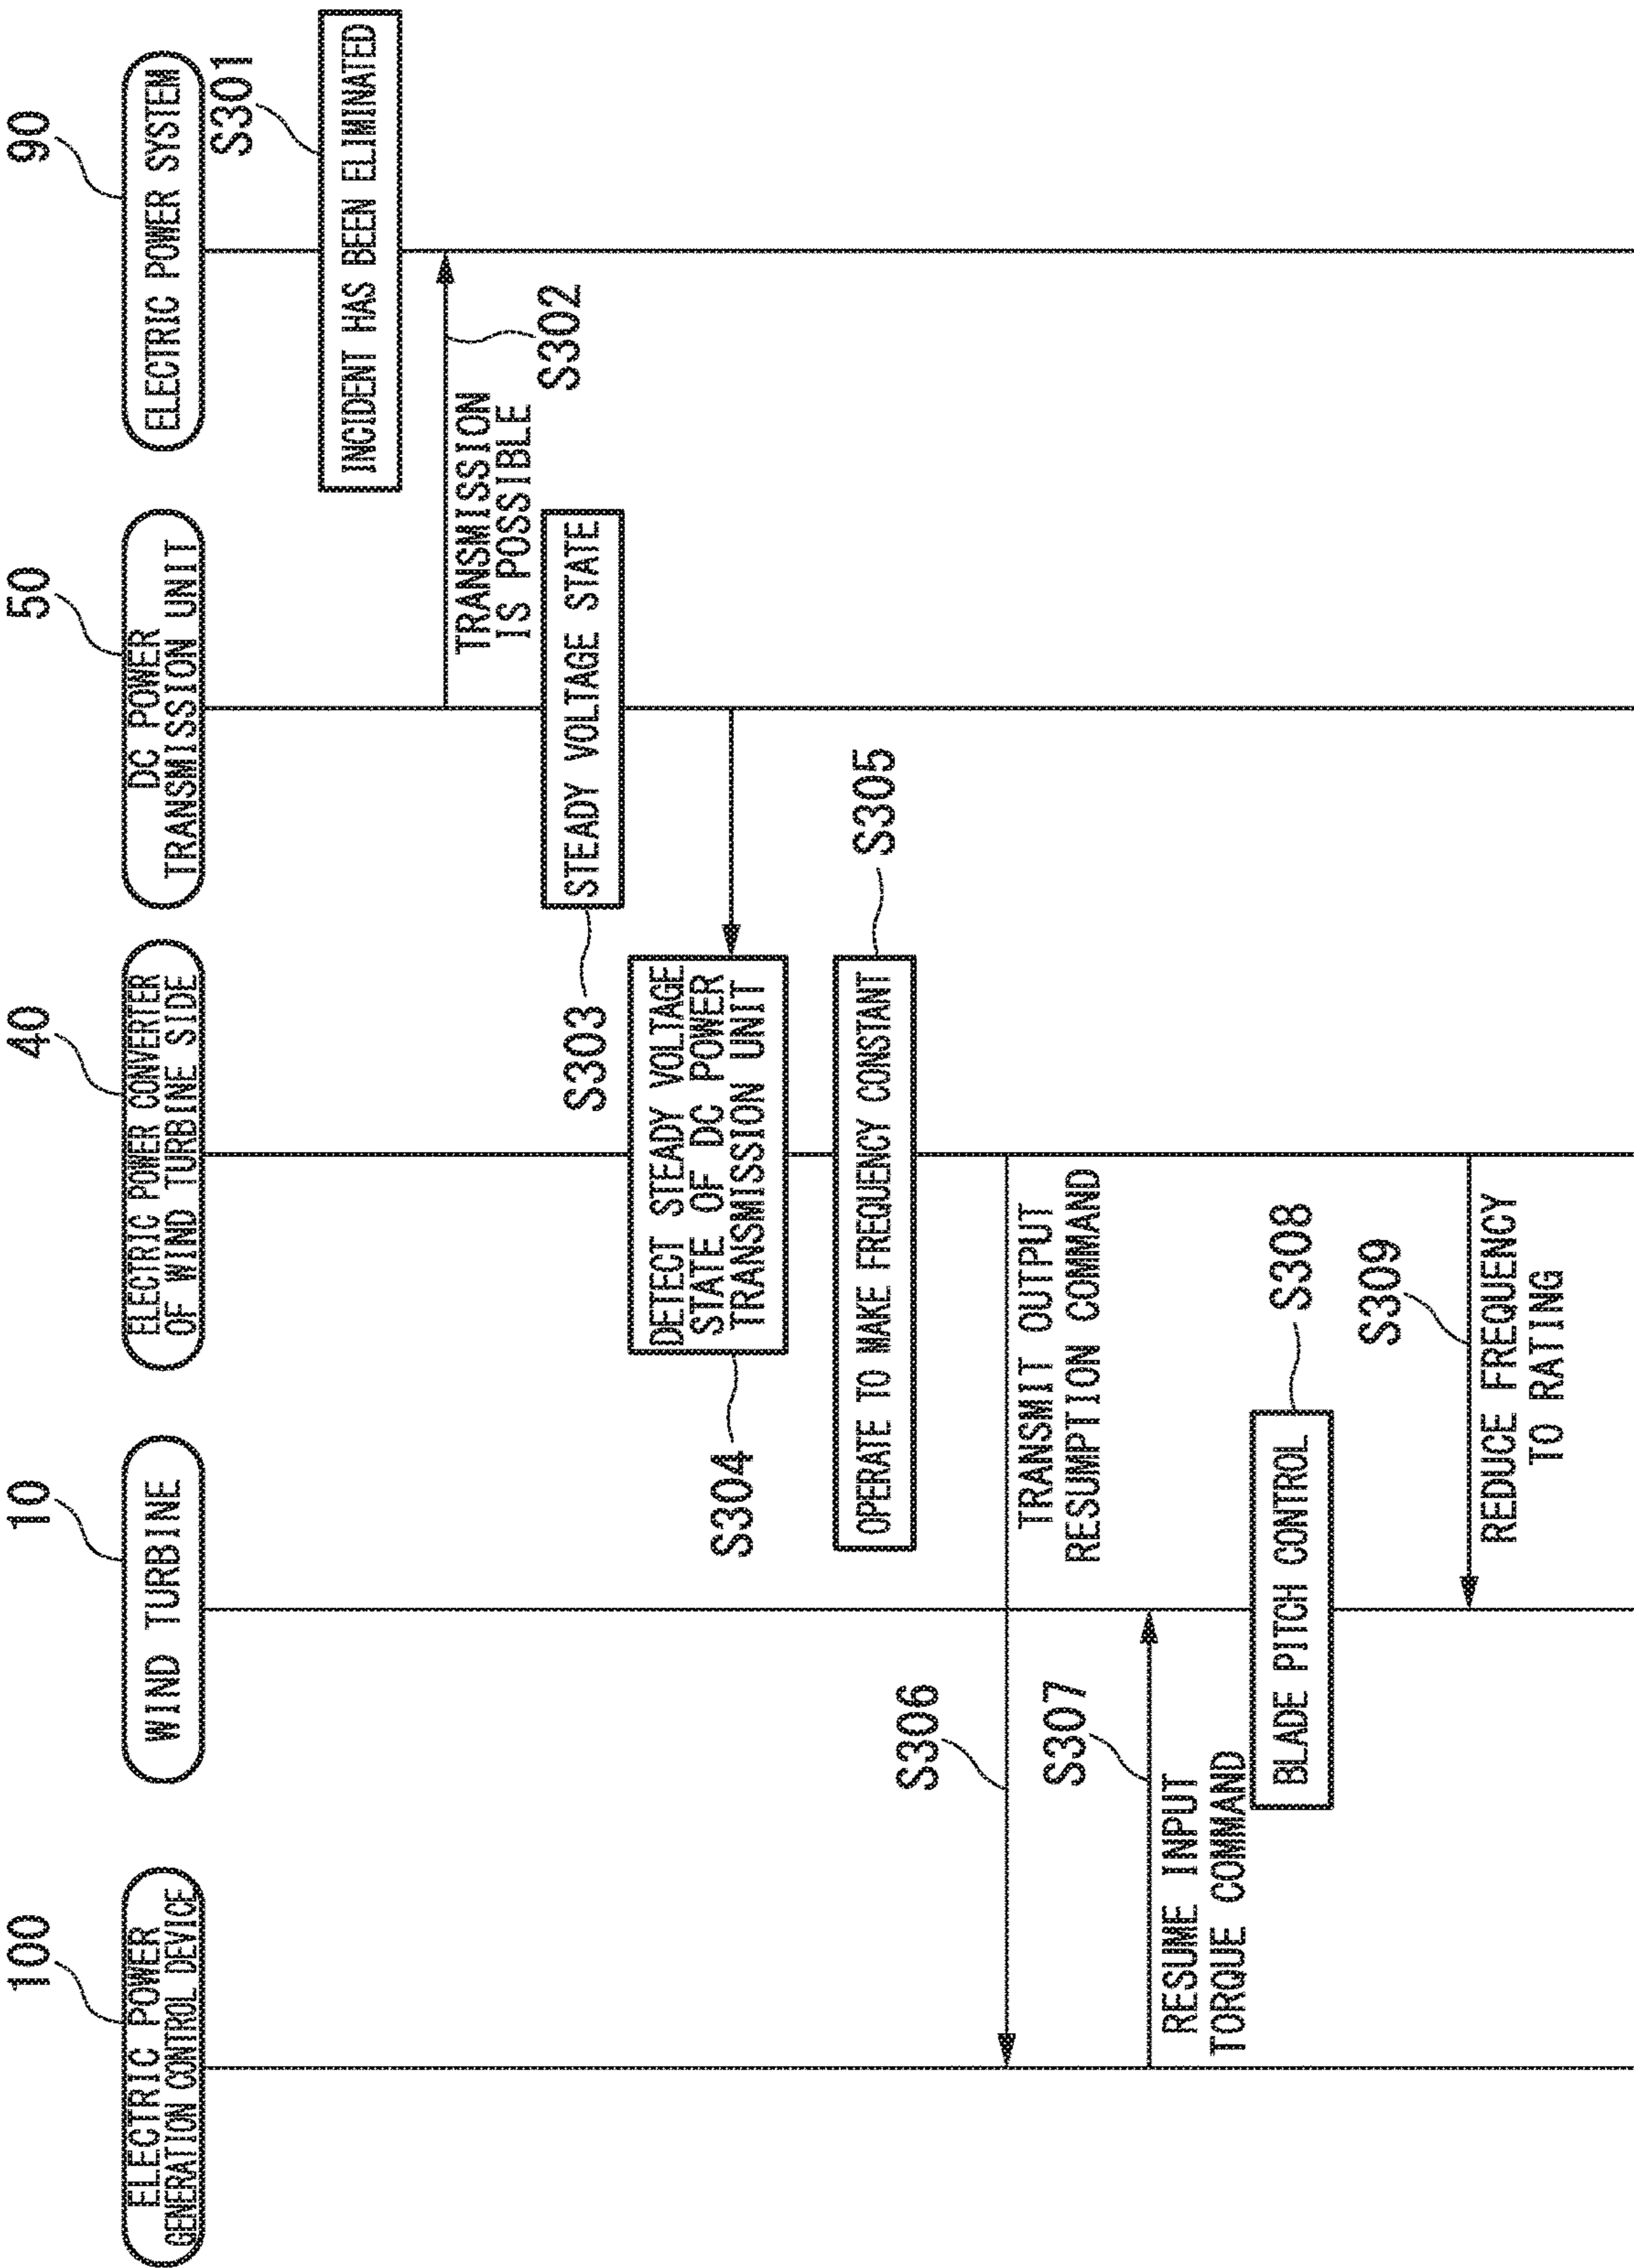 100
ELECTRIC POWER
GENERATION CONTROL DEVICE
10
WIND TURBINE
40
ELECTRIC POWER CONVERTER
OF WIND TURBINE SIDE
50
DC POWER
TRANSMISSION UNIT
90
ELECTRIC POWER SYSTEM
S301
INCIDENT HAS BEEN ELIMINATED
TRANSMISSION
IS POSSIBLE
S302
STEADY VOLTAGE STATE
S303
DETECT STEADY VOLTAGE
STATE OF DC POWER
TRANSMISSION UNIT
S304
OPERATE TO MAKE FREQUENCY CONSTANT
S305
S306
TRANSMIT OUTPUT
RESUMPTION COMMAND
S307
RESUME INPUT
TORQUE COMMAND
BLADE PITCH CONTROL
S308
S309
REDUCE FREQUENCY
TO RATING